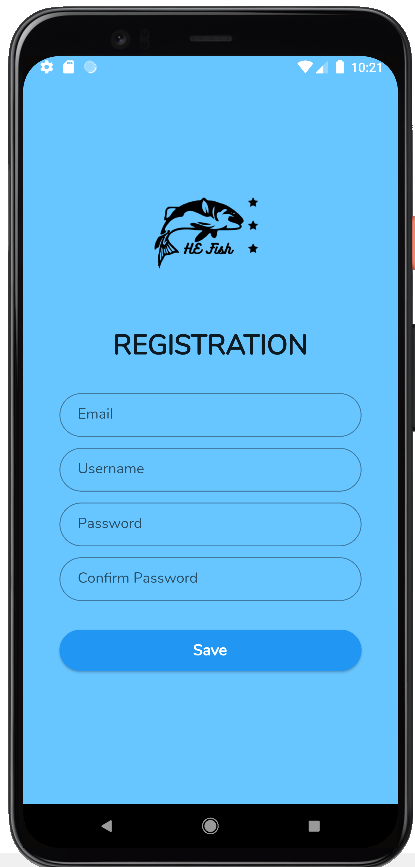 10:21
HE Fish
REGISTRATION
Email
Username
Password
Confirm Password
Save